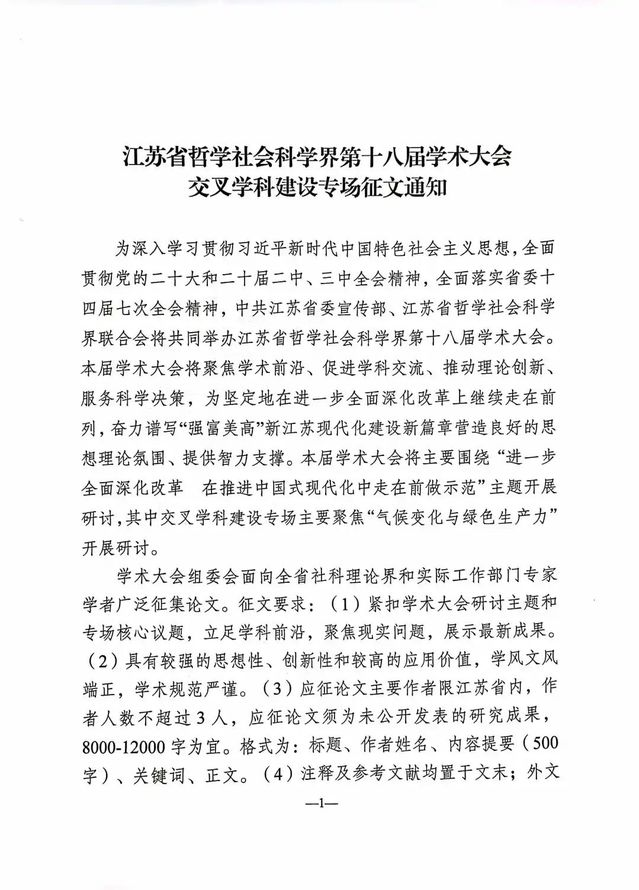 江苏省哲学社会科学界第十八届学术大会
交叉学科建设专场征文通知
为深入学习贯彻习近平新时代中国特色社会主义思想，全面
贯彻党的二十大和二十届二中、三中全会精神，全面落实省委十
四届七次全会精神，中共江苏省委宣传部、江苏省哲学社会科学
界联合会将共同举办江苏省哲学社会科学界第十八届学术大会。
本届学术大会将聚焦学术前沿、促进学科交流、推动理论创新、
服务科学决策，为坚定地在进一步全面深化改革上继续走在前
列，奋力谱写“强富美高”新江苏现代化建设新篇章营造良好的思
想理论氛围、提供智力支撑。本届学术大会将主要围绕“进一步
全面深化改革　在推进中国式现代化中走在前做示范”主题开展
研讨，其中交叉学科建设专场主要聚焦“气候变化与绿色生产力”
开展研讨。
学术大会组委会面向全省社科理论界和实际工作部门专家
学者广泛征集论文。征文要求：（1）紧扣学术大会研讨主题和
专场核心议题，立足学科前沿，聚焦现实问题，展示最新成果。
（2）具有较强的思想性、创新性和较高的应用价值，学风文风
端正，学术规范严谨。（3）应征论文主要作者限江苏省内，作
者人数不超过 3 人，应征论文须为未公开发表的研究成果，
8000-12000 字为宜。格式为：标题、作者姓名、内容提要（500
字）、关键词、正文。（4）注释及参考文献均置于文末；外文
—1—